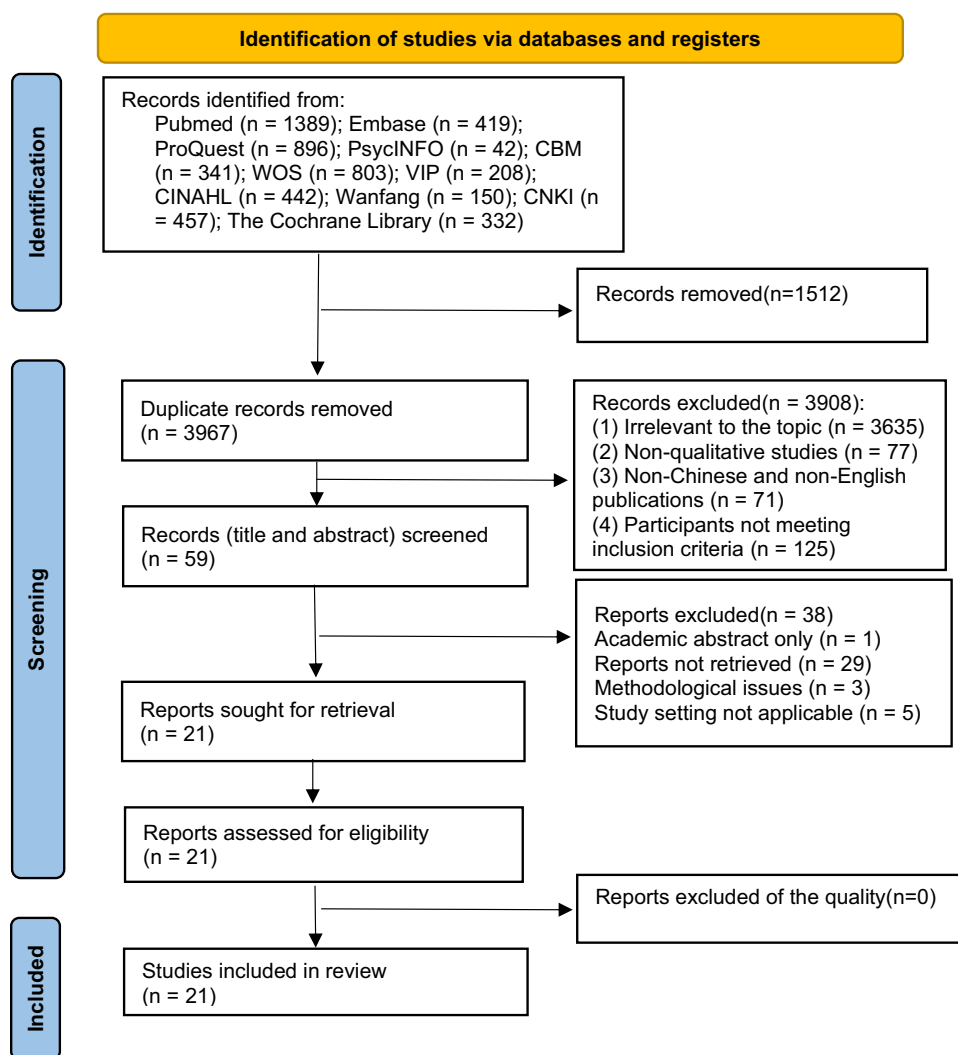 Identification of studies via databases and registers
Identification
Records identified from:
Pubmed (n = 1389); Embase (n = 419);
ProQuest (n = 896); PsycINFO (n = 42); CBM
(n = 341); WOS (n = 803); VIP (n = 208);
CINAHL (n = 442); Wanfang (n = 150); CNKI (n
= 457); The Cochrane Library (n = 332)
Records removed(n=1512)
Screening
Duplicate records removed
(n = 3967)
Records excluded(n = 3908):
(1) Irrelevant to the topic (n = 3635)
(2) Non-qualitative studies (n = 77)
(3) Non-Chinese and non-English
publications (n = 71)
(4) Participants not meeting
inclusion criteria (n = 125)
Records (title and abstract) screened
(n = 59)
Reports excluded(n = 38)
Academic abstract only (n = 1)
Reports not retrieved (n = 29)
Methodological issues (n = 3)
Study setting not applicable (n = 5)
Reports sought for retrieval
(n = 21)
Reports assessed for eligibility
(n = 21)
Reports excluded of the quality(n=0)
Included
Studies included in review
(n = 21)